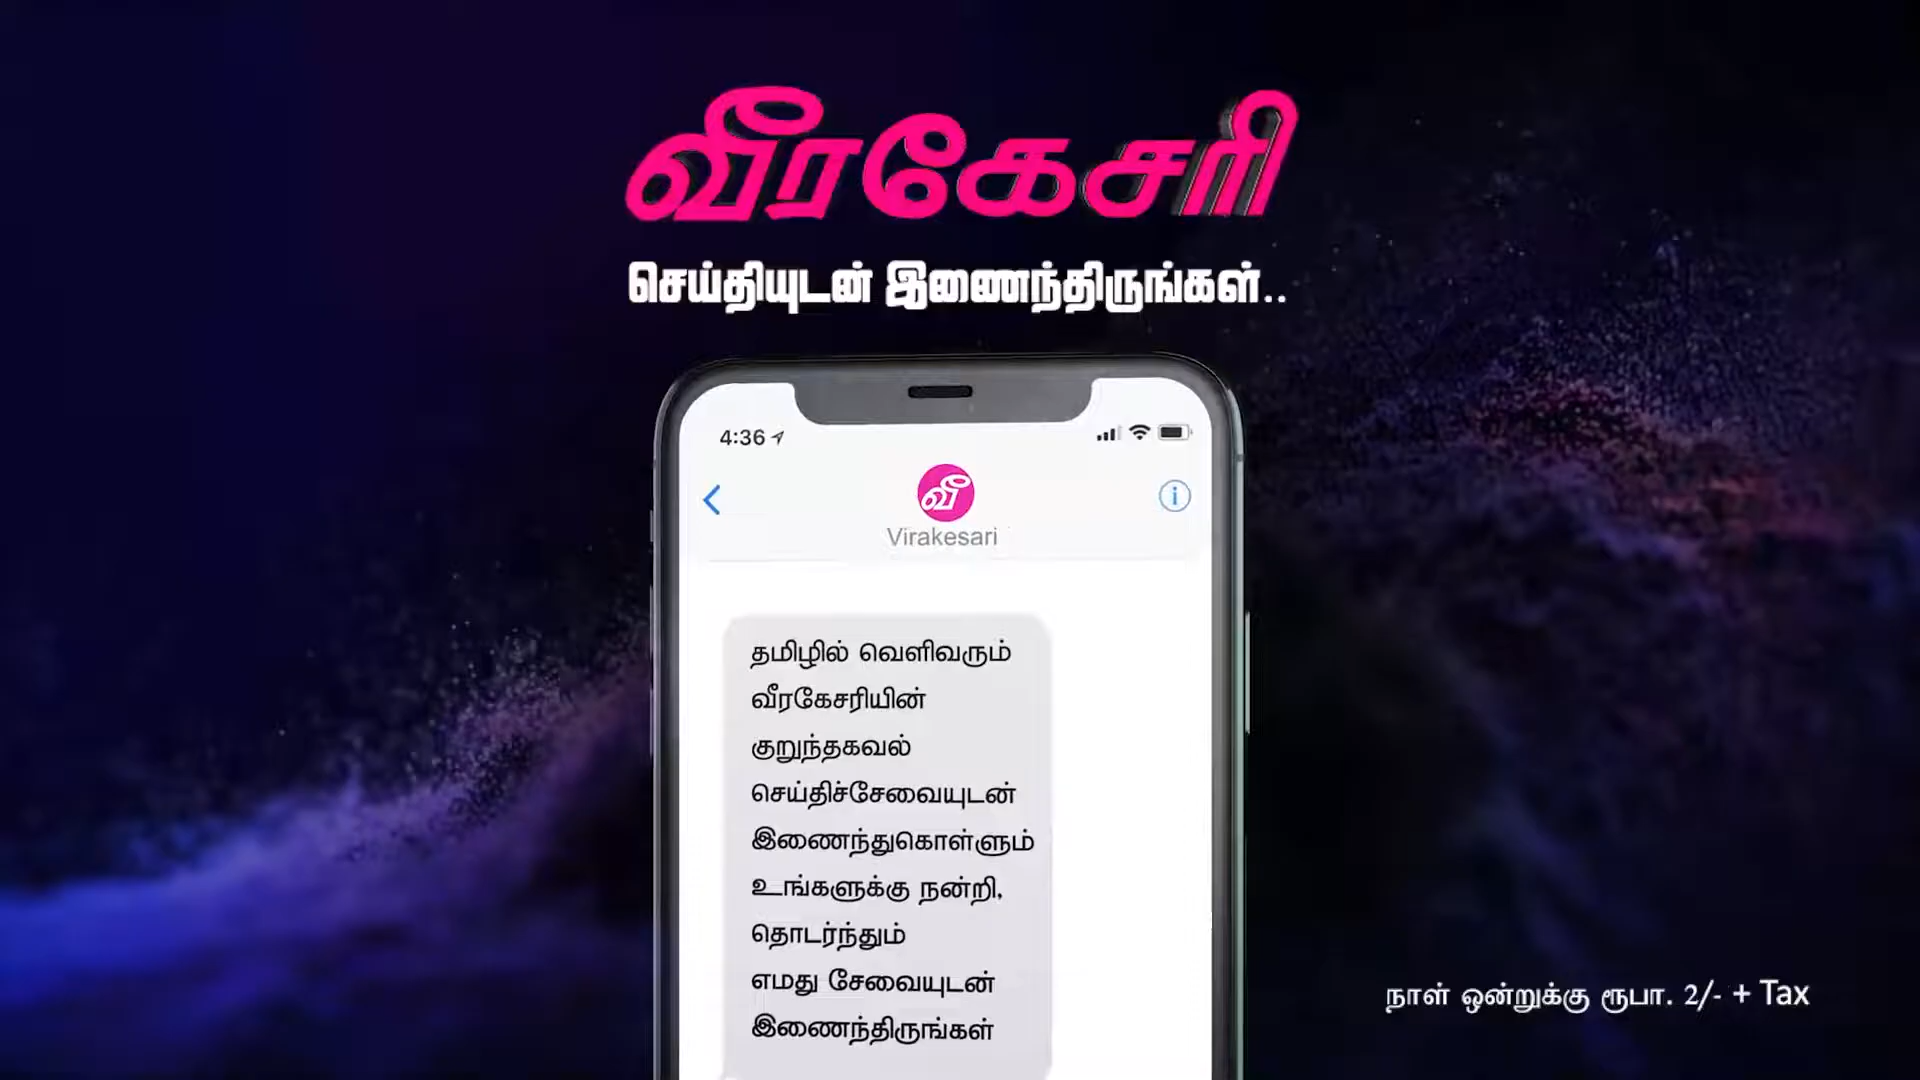 வீரகேசரி
செய்தியுடன் இணைந்திருங்கள்..
4:36
வீ
Virakesari
தமிழில் வெளிவரும்
வீரகேசரியின்
குறுந்தகவல்
செய்திச்சேவையுடன்
இணைந்துகொள்ளும்
உங்களுக்கு நன்றி,
தொடர்ந்தும்
எமது சேவையுடன்
இணைந்திருங்கள்
நாள் ஒன்றுக்கு ரூபா. 2/- + Tax